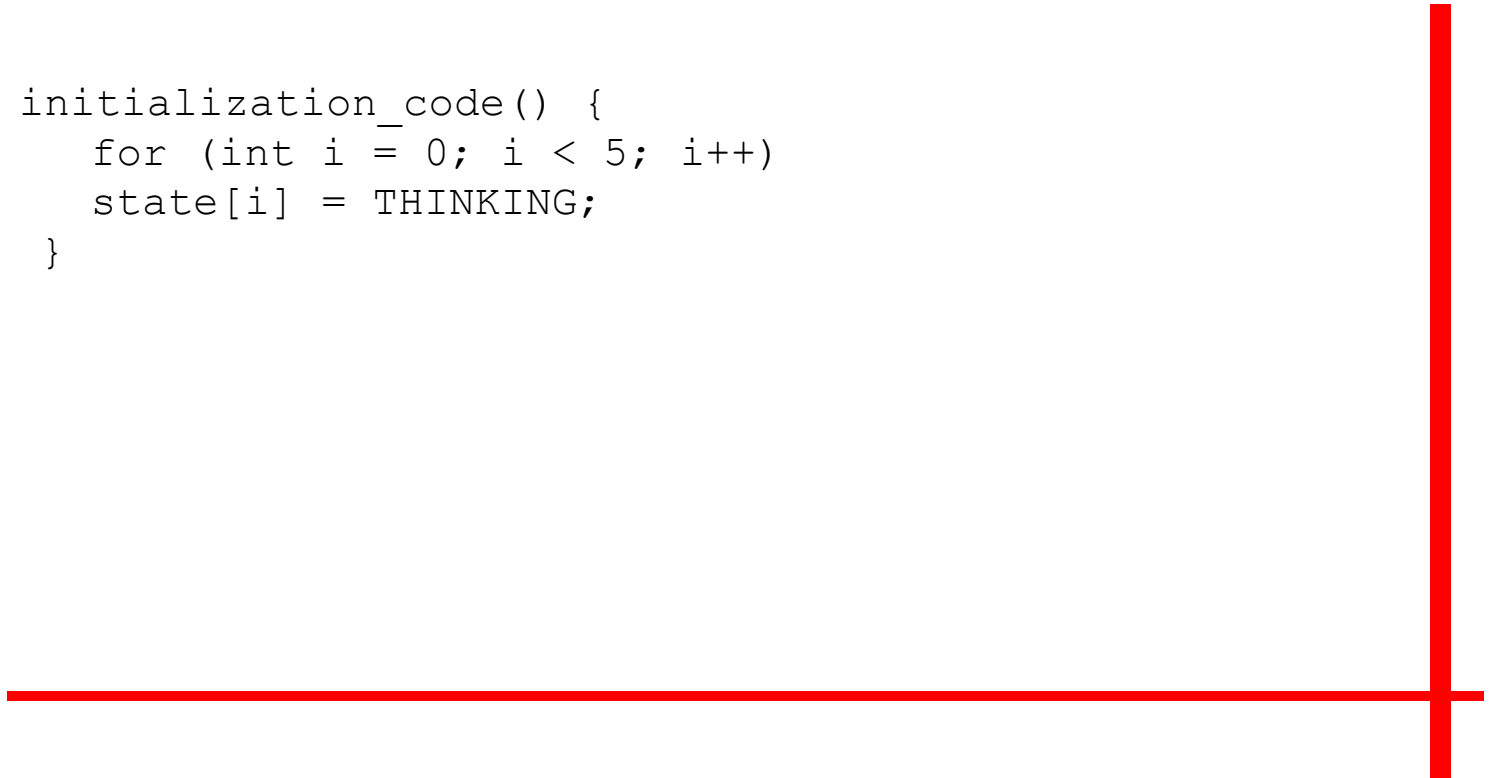 initialization_code() {
for (int i = 0; i < 5; i++)
state[i] = THINKING;
}